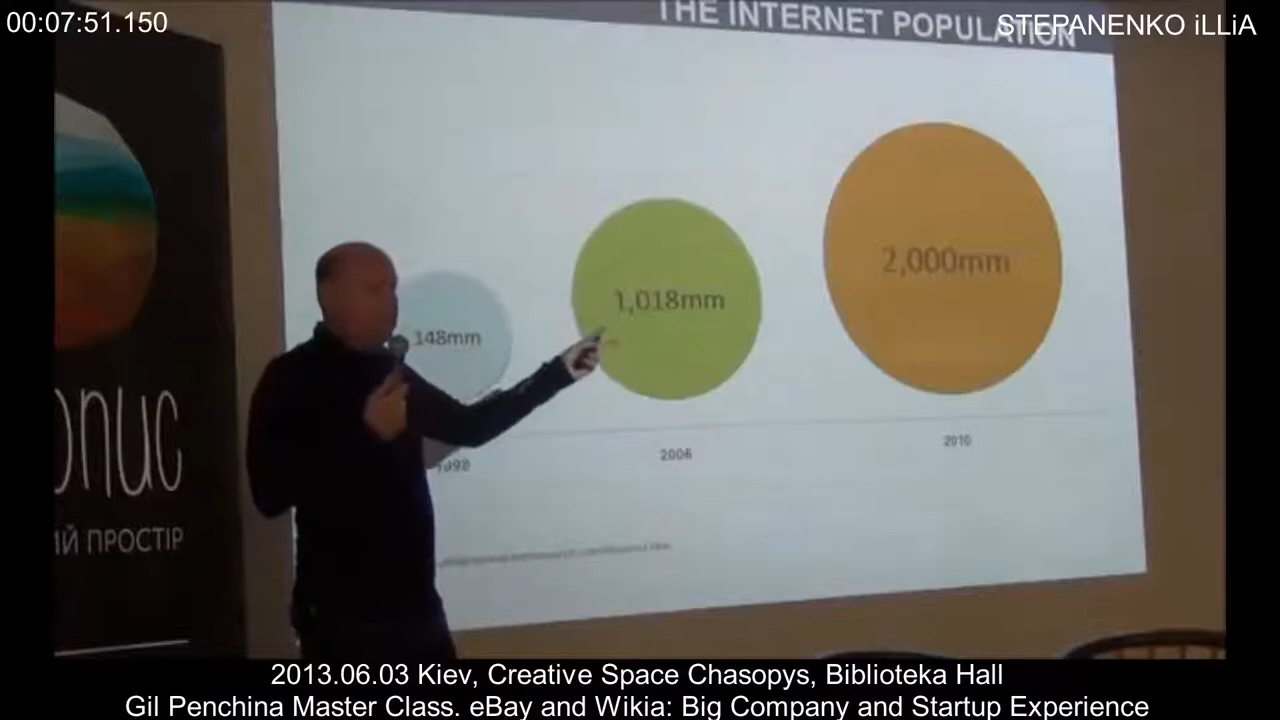 00:07:51.150
STEPANENKO iLLiA
THE INTERNET POPULATION
148mm
1,018mm
2,000mm
1998
2006
2010
опис
ИЙ ПРОСТІР
2013.06.03 Kiev, Creative Space Chasopys, Biblioteka Hall
Gil Penchina Master Class. eBay and Wikia: Big Company and Startup Experience